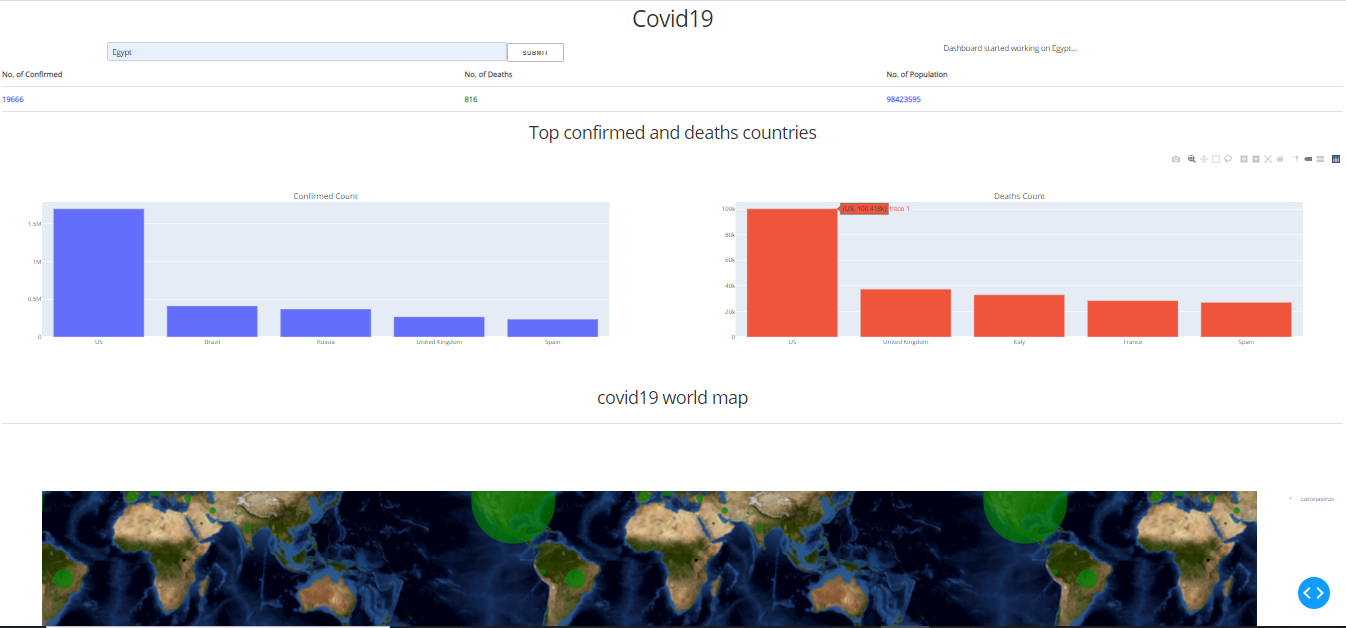 Covid19
Egypt
SUBMIT
Dashboard started working on Egypt...
No. of Confirmed No. of Deaths No. of Population
19666 816 98423595
Top confirmed and deaths countries
Confirmed Count
1.5M
1M
0.5M
0
US Brazil Russia United Kingdom Spain
Deaths Count
100k
80k
60k
40k
20k
0
(US, 100.418k) trace 1
US United Kingdom Italy France Spain
covid19 world map
coronavirus